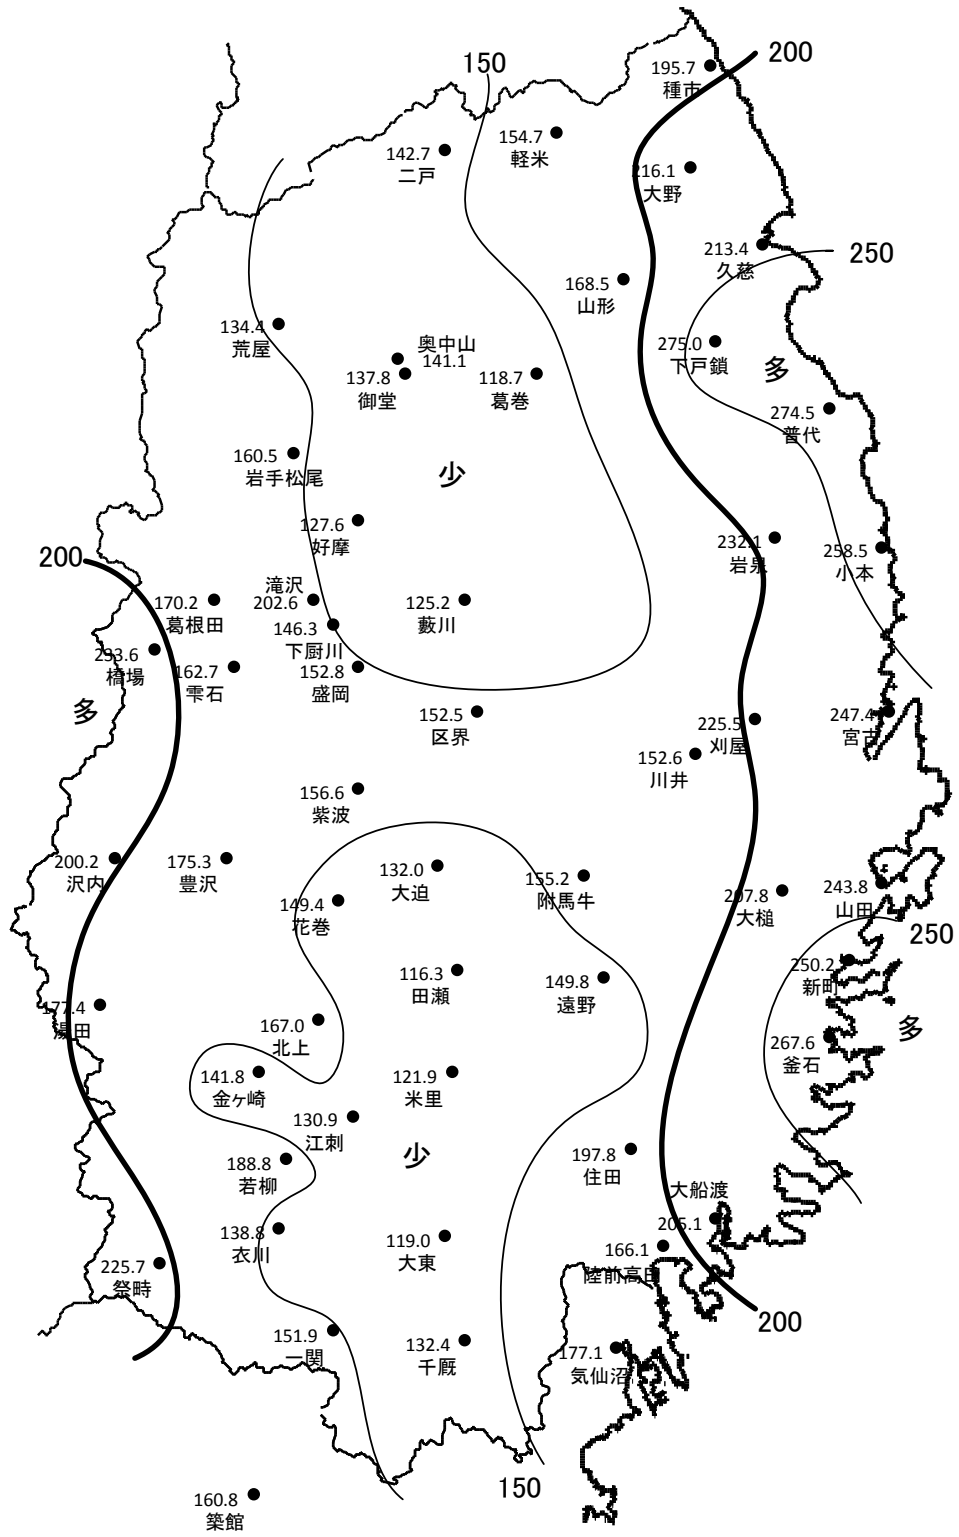 200
150
195.7
種市
154.7
軽米
142.7
二戸
216.1
大野
213.4
久慈
250
168.5
山形
134.4
荒屋
奥中山
141.1
275.0
下戸鎖
多
137.8
御堂
118.7
葛巻
274.5
普代
160.5
岩手松尾
少
127.6
好摩
232.1
岩泉
258.5
小本
200
滝沢
202.6
170.2
葛根田
125.2
藪川
146.3
下厨川
233.6
橋場
162.7
雫石
152.8
盛岡
多
152.5
区界
225.5
刈屋
247.4
宮古
152.6
川井
156.6
紫波
200.2
沢内
175.3
豊沢
132.0
大迫
155.2
附馬牛
149.4
花巻
207.8
大槌
243.8
山田
250
116.3
田瀬
149.8
遠野
250.2
新町
177.4
湯田
167.0
北上
多
267.6
釜石
141.8
金ヶ崎
121.9
米里
130.9
江刺
少
188.8
若柳
197.8
住田
大船渡
205.1
138.8
衣川
119.0
大東
166.1
陸前高田
225.7
祭畤
200
151.9
一関
132.4
千厩
177.1
気仙沼
150
160.8
築館